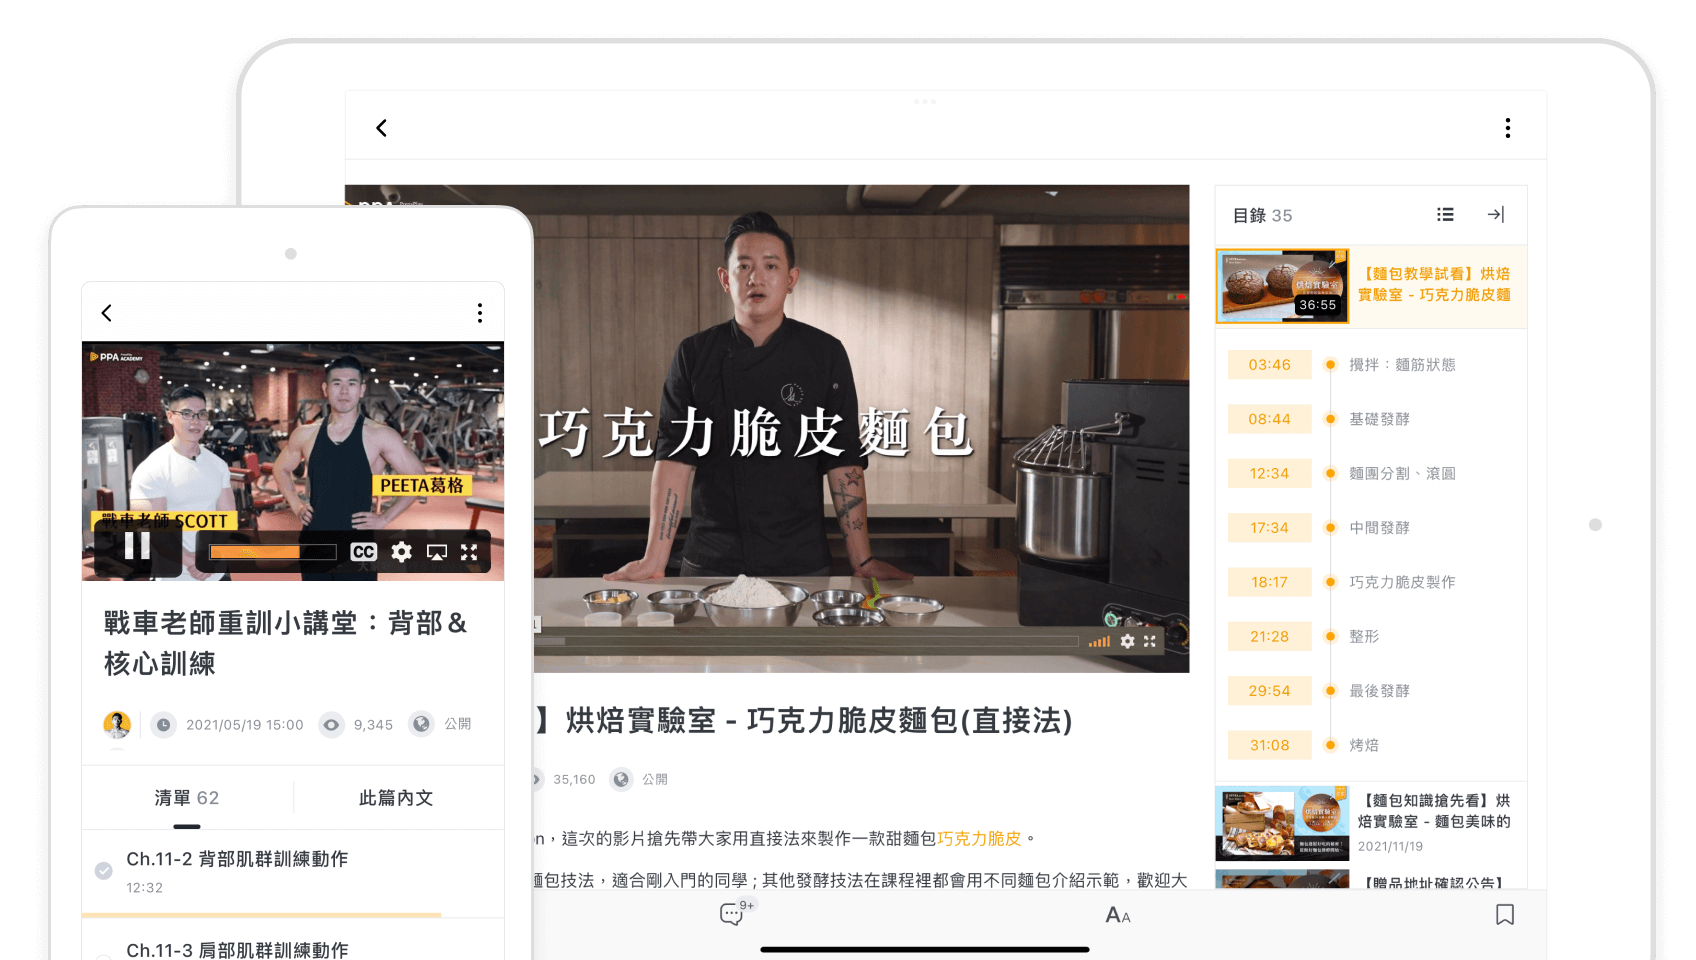 PPA ACADEMY
PEETA葛格
戰車老師 SCOTT
CC
戰車老師重訓小講堂：背部＆
核心訓練
2021/05/19 15:00
9,345
公開
清單 62
此篇內文
Ch.11-2 背部肌群訓練動作
12:32
Ch.11-3 肩部肌群訓練動作
PPA
巧克力脆皮麵包
】烘焙實驗室 - 巧克力脆皮麵包(直接法)
35,160
公開
on，這次的影片搶先帶大家用直接法來製作一款甜麵包巧克力脆皮。
麵包技法，適合剛入門的同學 ; 其他發酵技法在課程裡都會用不同麵包介紹示範，歡迎大
9+
AA
目錄 35
烘焙實驗室
36:55
【麵包教學試看】烘焙
實驗室 - 巧克力脆皮麵
03:46 攪拌：麵筋狀態
08:44 基礎發酵
12:34 麵團分割、滾圓
17:34 中間發酵
18:17 巧克力脆皮製作
21:28 整形
29:54 最後發酵
31:08 烤焙
烘焙實驗室
【麵包知識搶先看】烘
焙實驗室 - 麵包美味的
2021/11/19
【贈品地址確認公告】